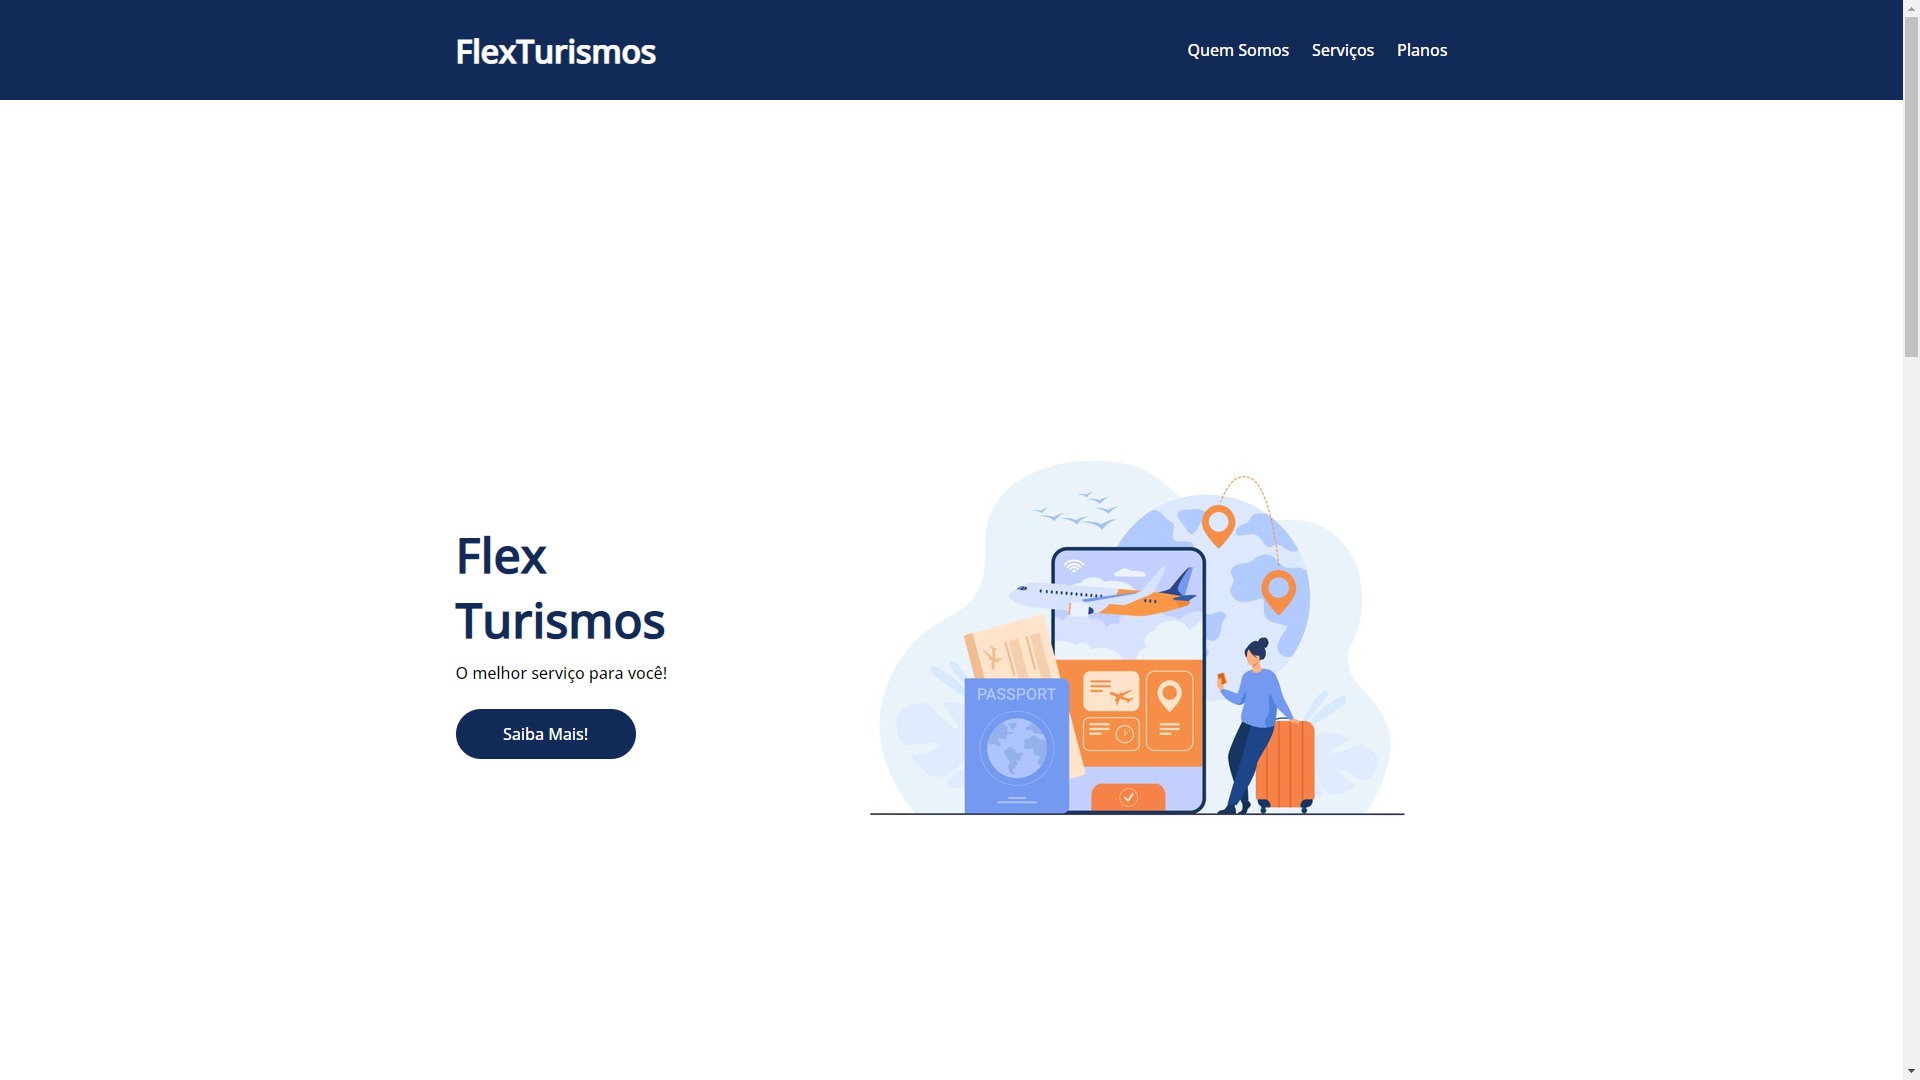 FlexTurismos
Quem Somos Serviços Planos
Flex
Turismos
O melhor serviço para você!
Saiba Mais!
PASSPORT